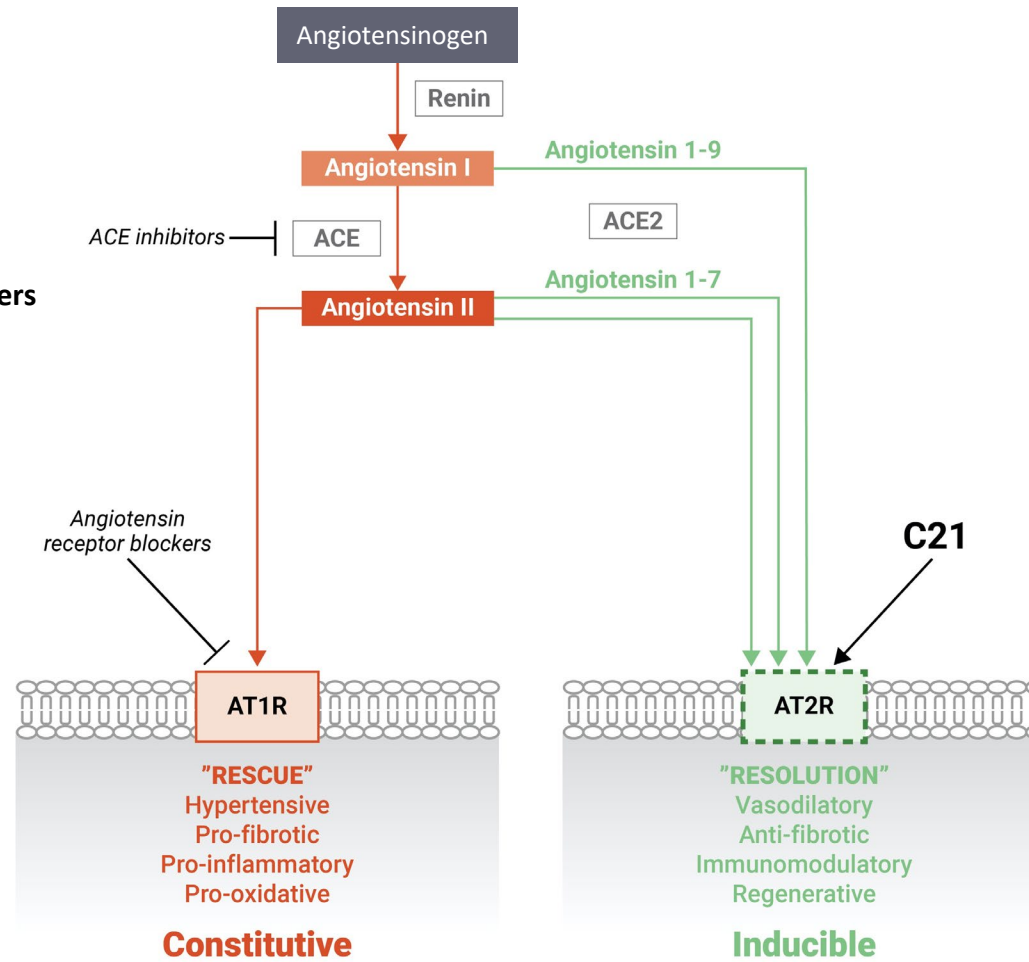 Angiotensinogen
Renin
Angiotensin I
Angiotensin 1-9
ACE inhibitors
ACE
ACE2
ers
Angiotensin II
Angiotensin 1-7
Angiotensin
receptor blockers
C21
AT1R
AT2R
”RESCUE”
Hypertensive
Pro-fibrotic
Pro-inflammatory
Pro-oxidative
Constitutive
”RESOLUTION”
Vasodilatory
Anti-fibrotic
Immunomodulatory
Regenerative
Inducible